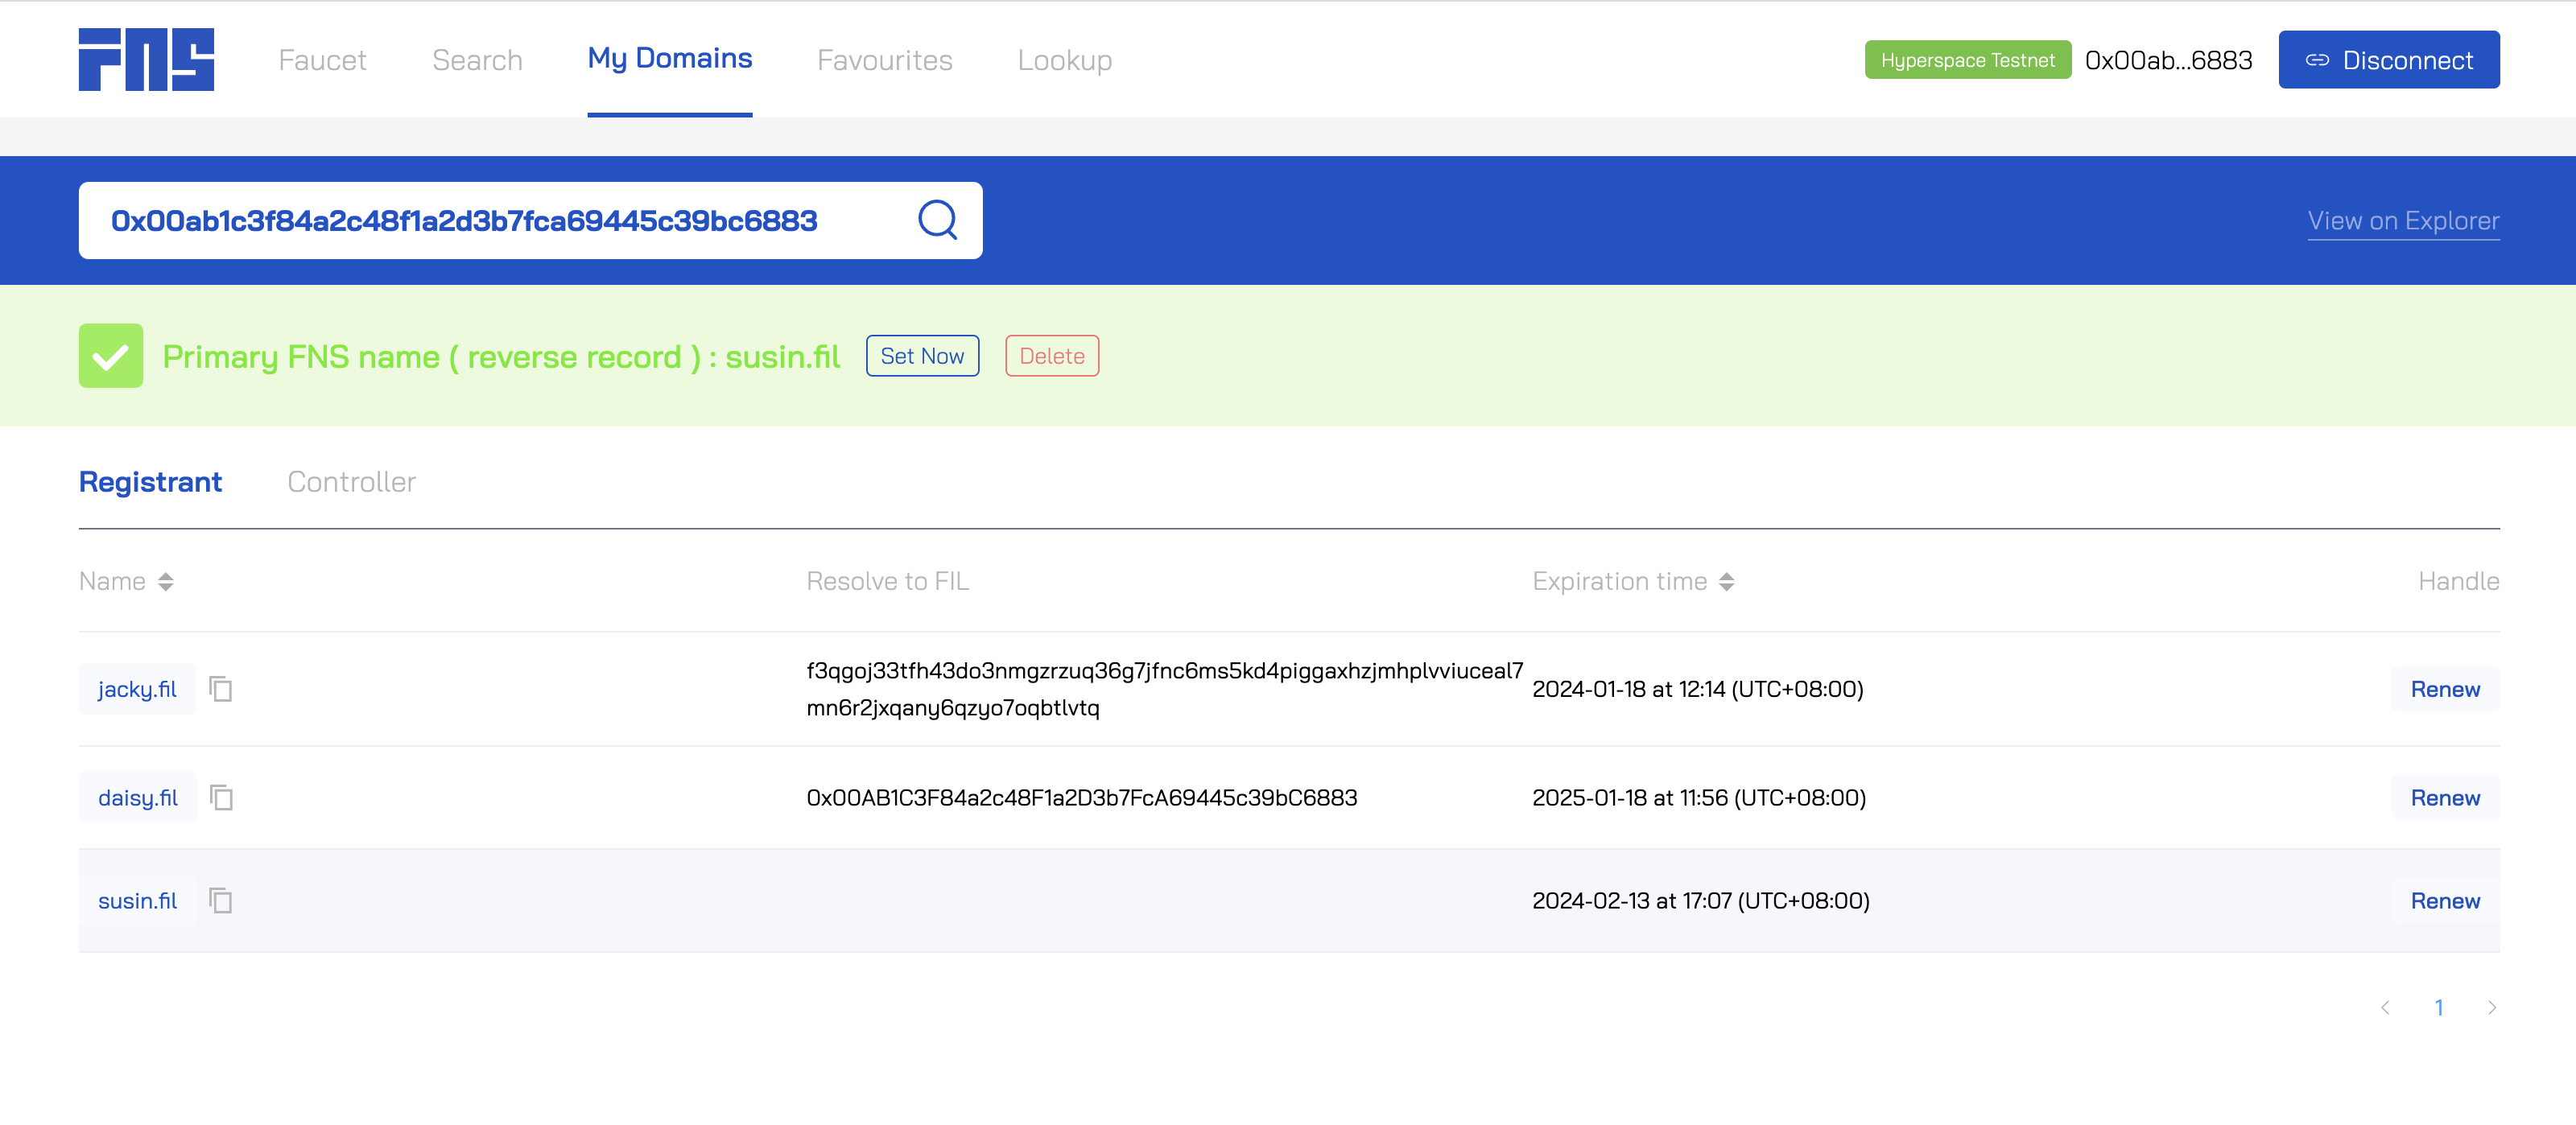 FNS Faucet Search My Domains Favourites Lookup Hyperspace Testnet 0x00ab...6883 Disconnect
0x00ab1c3f84a2c48f1a2d3b7fca69445c39bc6883 View on Explorer
Primary FNS name ( reverse record ) : susin.fil Set Now Delete
Registrant Controller
Name Resolve to FIL Expiration time Handle
jacky.fil f3qgoj33tfh43do3nmgzrzuq36g7jfnc6ms5kd4piggaxhzjmhplvviuceal7
mn6r2jxqany6qzyo7oqbtlvtq 2024-01-18 at 12:14 (UTC+08:00) Renew
daisy.fil 0x00AB1C3F84a2c48F1a2D3b7FcA69445c39bC6883 2025-01-18 at 11:56 (UTC+08:00) Renew
susin.fil 2024-02-13 at 17:07 (UTC+08:00) Renew
< 1 >